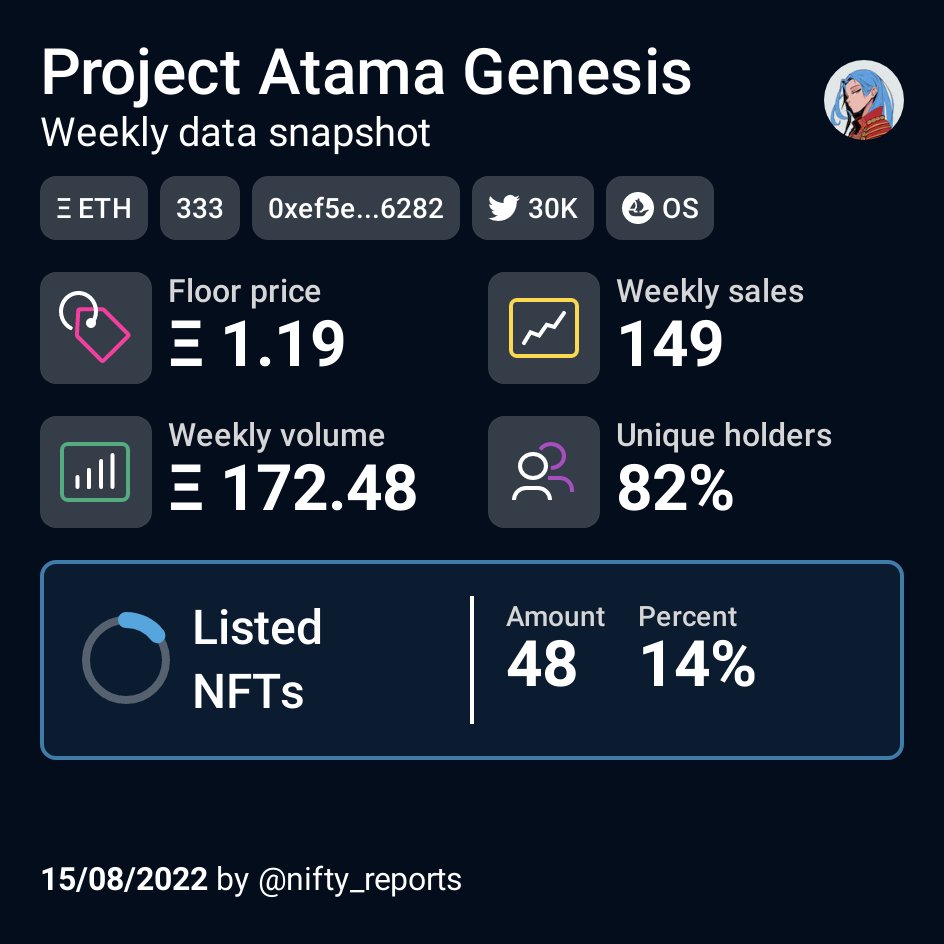 Project Atama Genesis
Weekly data snapshot
Ξ ETH
333
0xef5e...6282
30K
OS
Floor price
Ξ 1.19
Weekly sales
149
Weekly volume
Ξ 172.48
Unique holders
82%
Listed
NFTs
Amount
48
Percent
14%
15/08/2022 by @nifty_reports